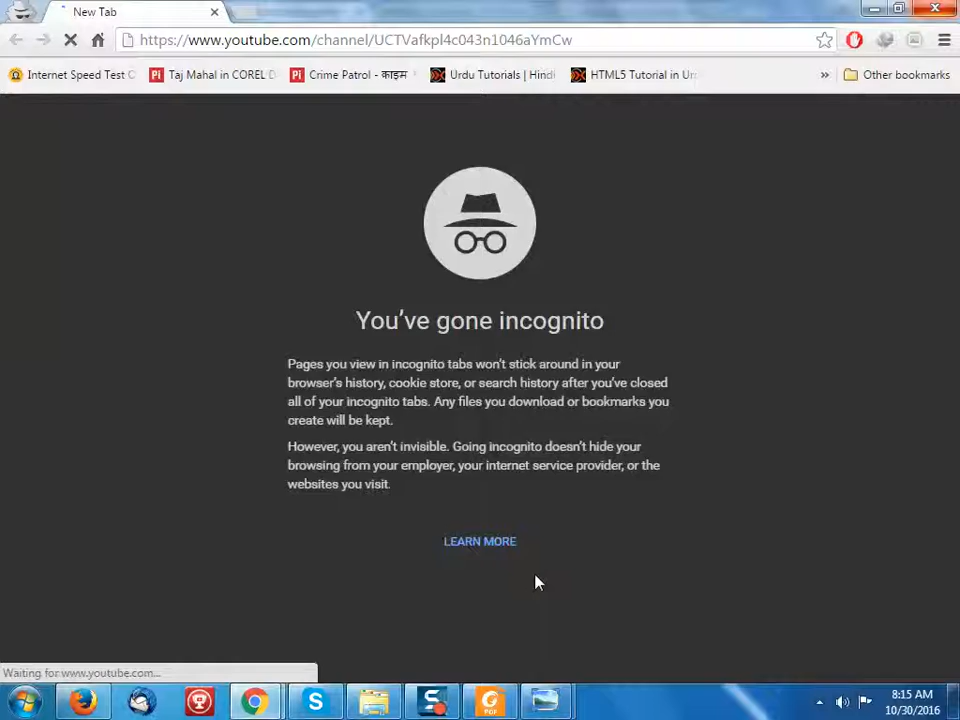 New Tab
https://www.youtube.com/channel/UCTVafkpI4c043n1046aYmCw
Internet Speed Test C
Taj Mahal in COREL D
Crime Patrol - क्राइम
Urdu Tutorials | Hindi
HTML5 Tutorial in Ur
»
Other bookmarks
You've gone incognito
Pages you view in incognito tabs won't stick around in your
browser's history, cookie store, or search history after you've closed
all of your incognito tabs. Any files you download or bookmarks you
create will be kept.
However, you aren't invisible. Going incognito doesn't hide your
browsing from your employer, your internet service provider, or the
websites you visit.
LEARN MORE
Waiting for www.youtube.com...
8:15 AM
10/30/2016